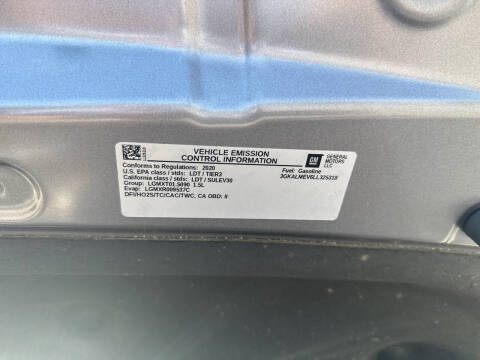 VEHICLE EMISSION
CONTROL INFORMATION
Conforms to Regulations: 2020
U.S. EPA class / stds: LDT / TIER3
California class / stds: LDT / SULEV30
Group: LGMXT01.5090 1.5L
Evap: LGMXR0095937C
DFI/HO2S/TC/CAC/TWC, CA OBD: II
GM
GENERAL
MOTORS
LLC
Fuel: Gasoline
3GKALMEV6LL325318